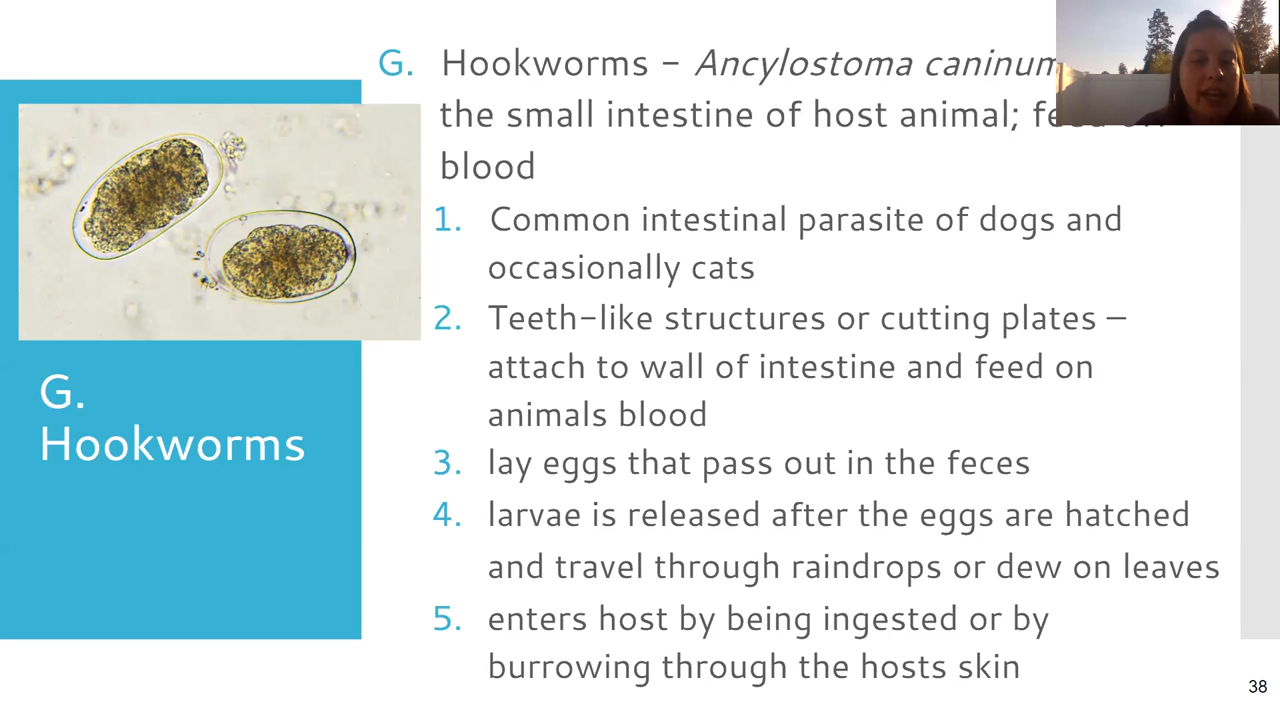 G. Hookworms – Ancylostoma caninum
the small intestine of host animal; feed on
blood
1. Common intestinal parasite of dogs and
occasionally cats
2. Teeth-like structures or cutting plates –
attach to wall of intestine and feed on
animals blood
3. lay eggs that pass out in the feces
4. larvae is released after the eggs are hatched
and travel through raindrops or dew on leaves
5. enters host by being ingested or by
burrowing through the hosts skin
G.
Hookworms
38